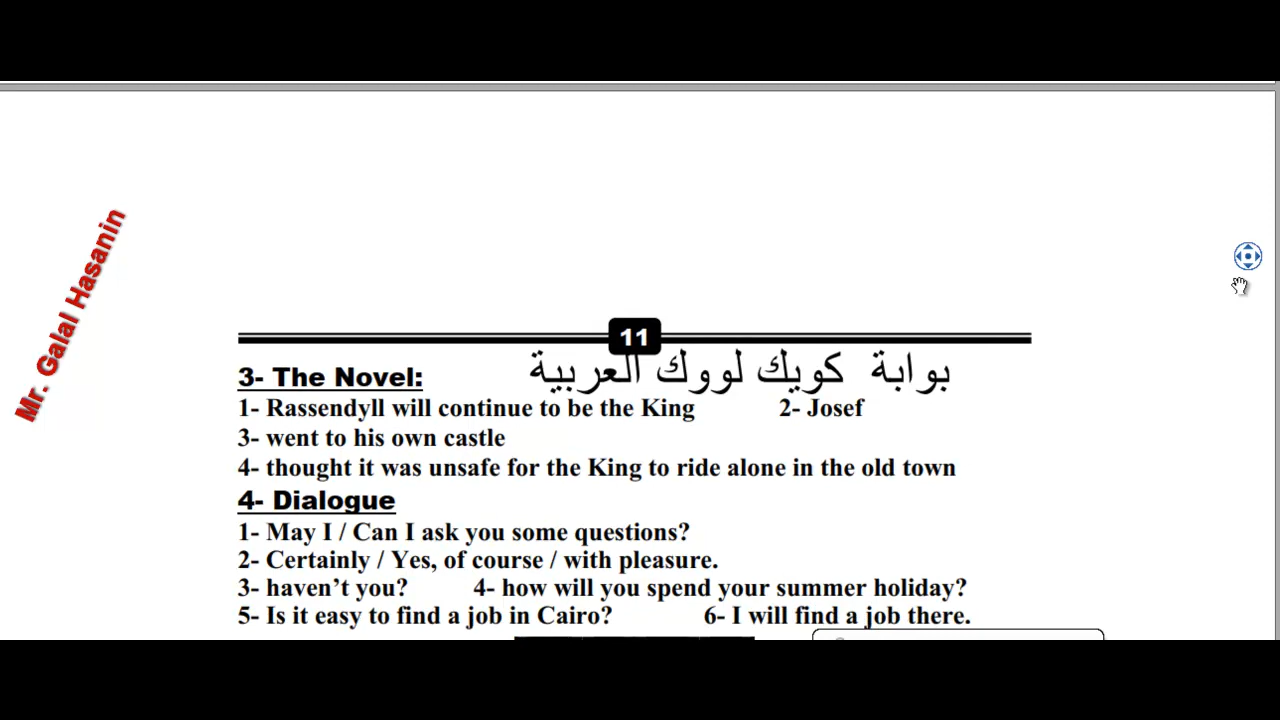 Mr. Galal Hasanin
11
3- The Novel: بوابة كويك لووك العربية
1- Rassendyll will continue to be the King 2- Josef
3- went to his own castle
4- thought it was unsafe for the King to ride alone in the old town
4- Dialogue
1- May I / Can I ask you some questions?
2- Certainly / Yes, of course / with pleasure.
3- haven’t you? 4- how will you spend your summer holiday?
5- Is it easy to find a job in Cairo? 6- I will find a job there.